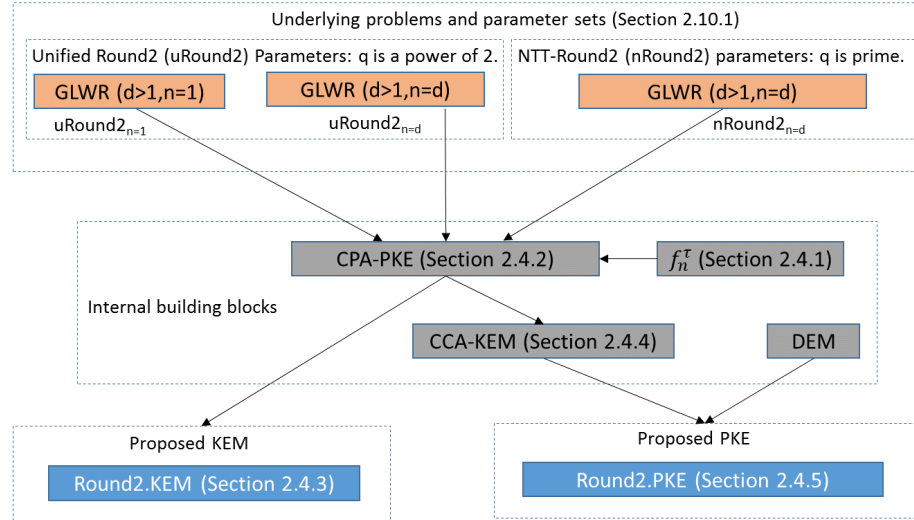 Underlying problems and parameter sets (Section 2.10.1)
Unified Round2 (uRound2) Parameters: q is a power of 2.
NTT-Round2 (nRound2) parameters: q is prime.
GLWR (d>1,n=1)
GLWR (d>1,n=d)
GLWR (d>1,n=d)
uRound2ₙ₌₁
uRound2ₙ₌d
nRound2ₙ₌d
CPA-PKE (Section 2.4.2)
fₙ^τ (Section 2.4.1)
Internal building blocks
CCA-KEM (Section 2.4.4)
DEM
Proposed KEM
Proposed PKE
Round2.KEM (Section 2.4.3)
Round2.PKE (Section 2.4.5)